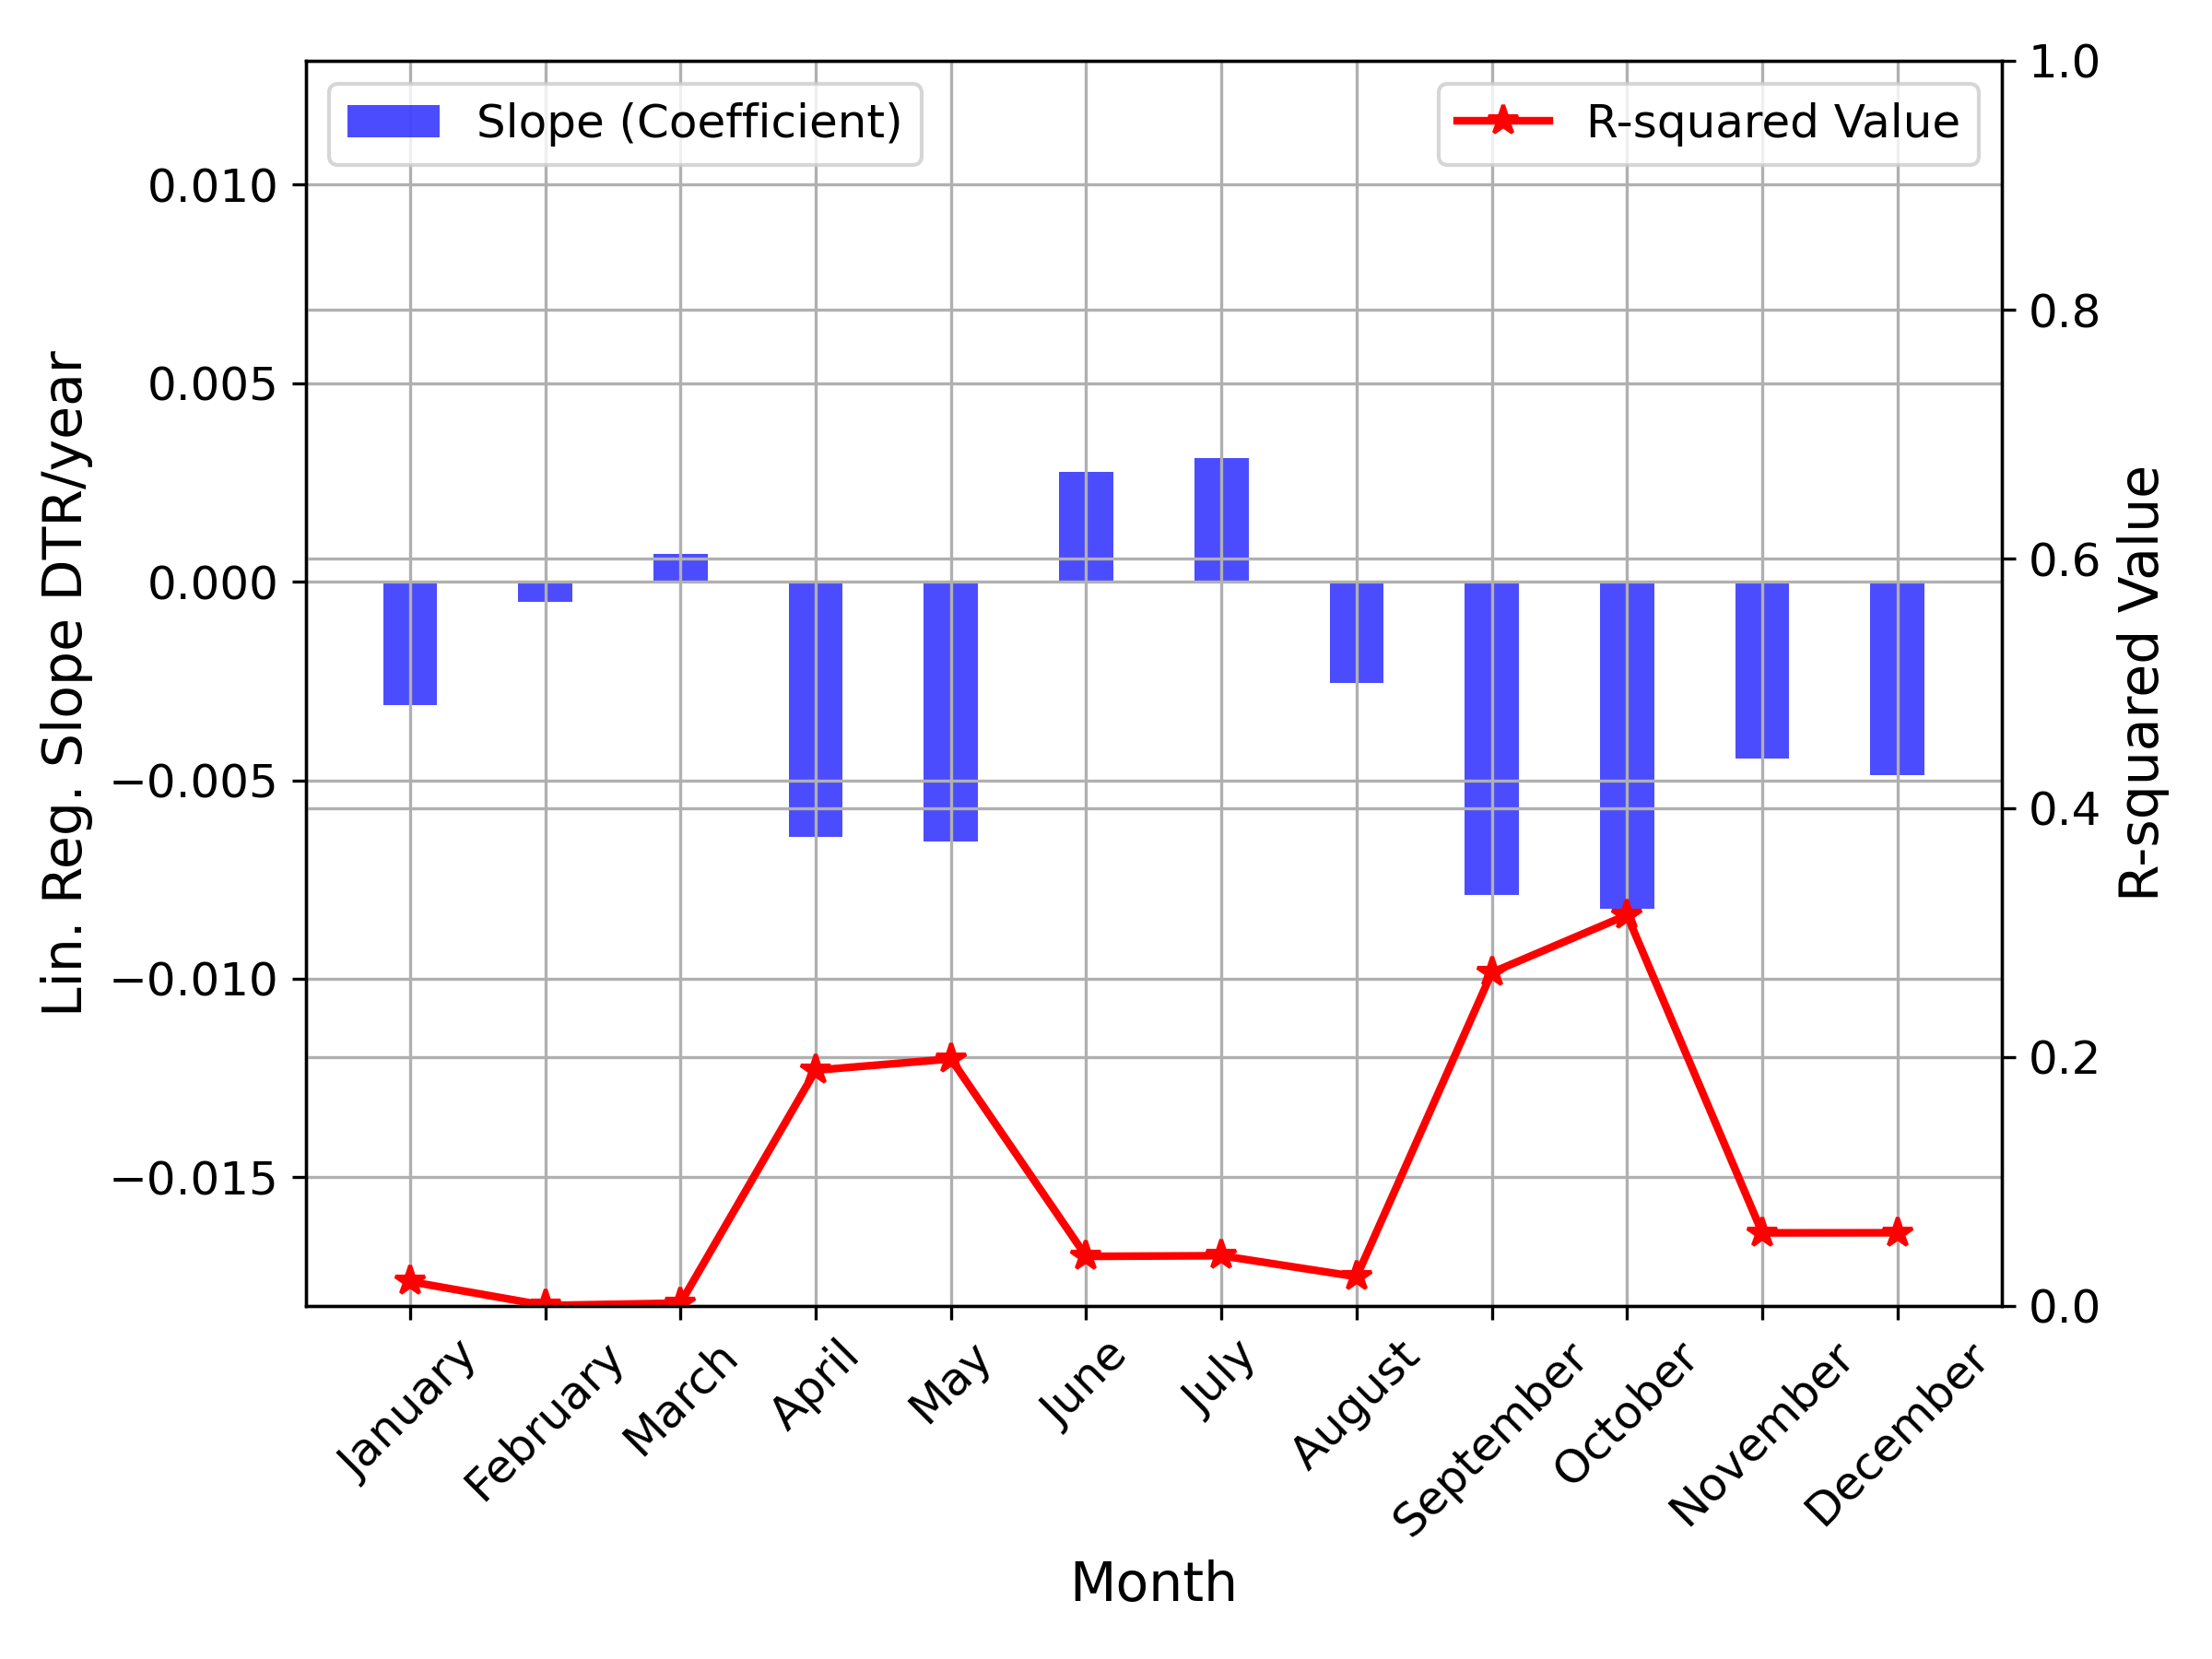 Slope (Coefficient)
R-squared Value
0.010
0.005
0.000
−0.005
−0.010
−0.015
Lin. Reg. Slope DTR/year
1.0
0.8
0.6
0.4
0.2
0.0
R-squared Value
January
February
March
April
May
June
July
August
September
October
November
December
Month